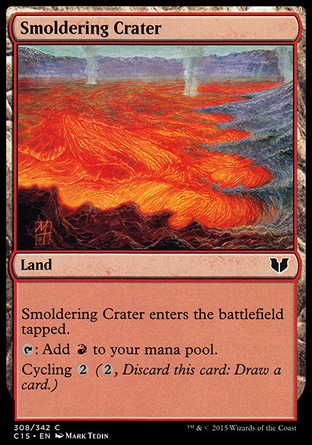 Smoldering Crater
Land
Smoldering Crater enters the battlefield
tapped.
: Add to your mana pool.
Cycling 2 (2, Discard this card: Draw a
card.)
308/342 C
C15 • EN Mark Tedin
™ & © 2015 Wizards of the Coast